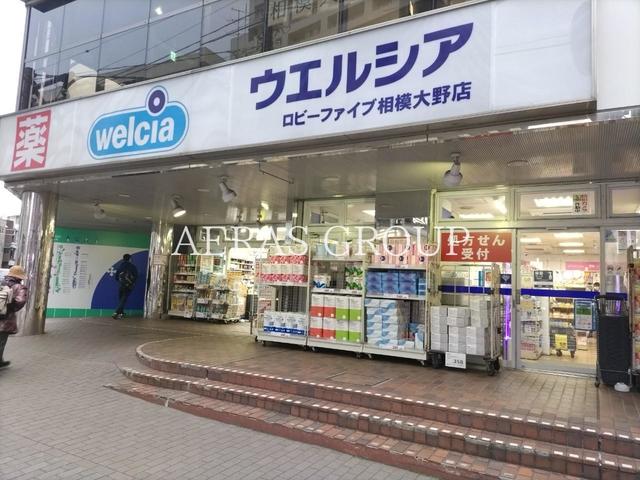 薬
welcia
ウエルシア
ロビーファイブ相模大野店
AERAS GROUP
処方せん
受付